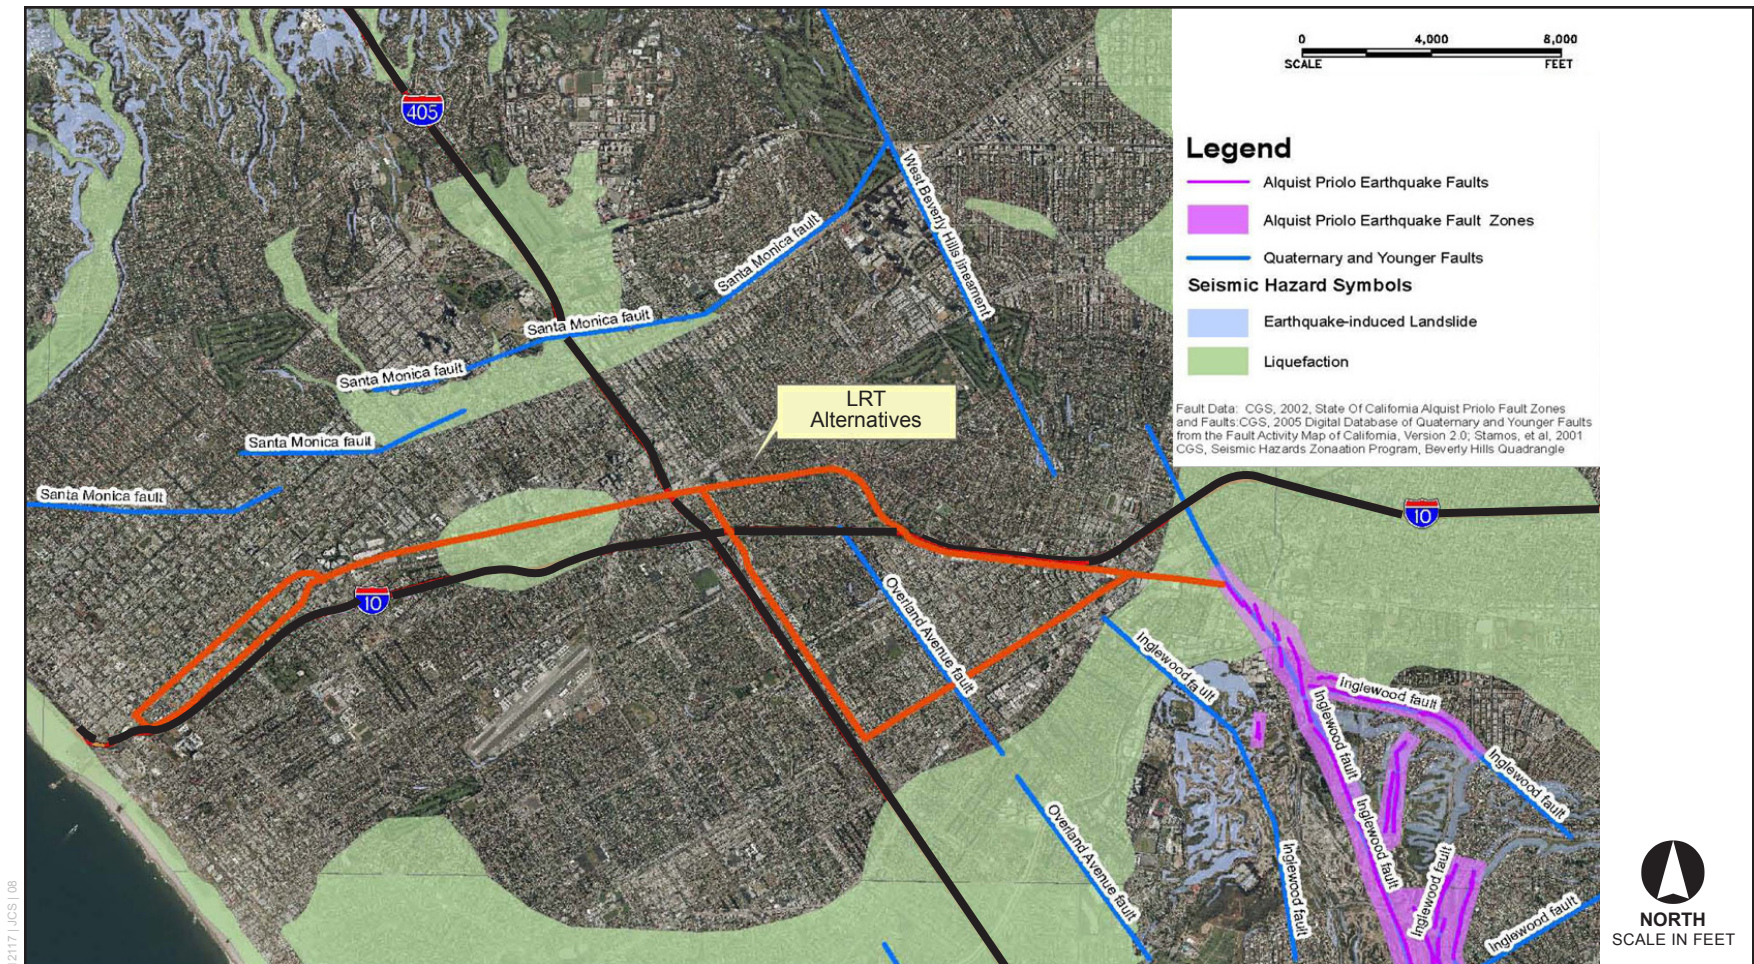 0 4,000 8,000
SCALE FEET
Legend
Alquist Priolo Earthquake Faults
Alquist Priolo Earthquake Fault Zones
Quaternary and Younger Faults
Seismic Hazard Symbols
Earthquake-induced Landslide
Liquefaction
Fault Data: CGS, 2002, State Of California Alquist Priolo Fault Zones
and Faults:CGS, 2005 Digital Database of Quaternary and Younger Faults
from the Fault Activity Map of California, Version 2.0; Stamos, et al, 2001
CGS, Seismic Hazards Zonaation Program, Beverly Hills Quadrangle
405
West Beverly Hills lineament
Santa Monica fault
Santa Monica fault
Santa Monica fault
Santa Monica fault
Santa Monica fault
LRT
Alternatives
10
10
Overland Avenue fault
Overland Avenue fault
Inglewood fault
Inglewood fault
Inglewood fault
Inglewood fault
Inglewood fault
Inglewood fault
Inglewood fault
Inglewood fault
NORTH
SCALE IN FEET
12117 | JCS | 08